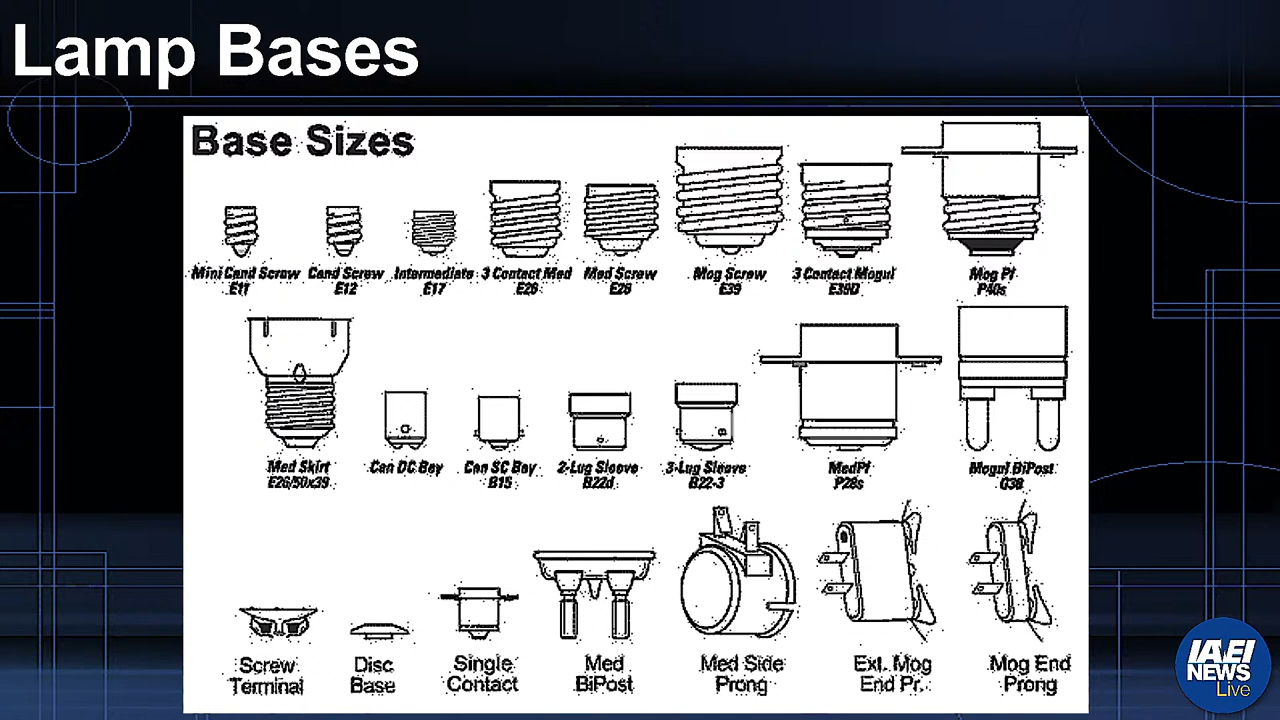 Lamp Bases
Base Sizes
Mini Cand Screw
E11
Cand Screw
E12
Intermediate
E17
3 Contact Med
E26
Med Screw
E26
Mog Screw
E39
3 Contact Mogul
E39D
Mog Pf
P40s
Med Skirt
E26/50x39
Can DC Bay
Can SC Bay
B15
2-Lug Sleeve
B22d
3-Lug Sleeve
B22-3
MedPf
P28s
Mogul BiPost
G38
Screw
Terminal
Disc
Base
Single
Contact
Med
BiPost
Med Side
Prong
Ext. Mog
End Pr.
Mog End
Prong
IAEI
NEWS
Live